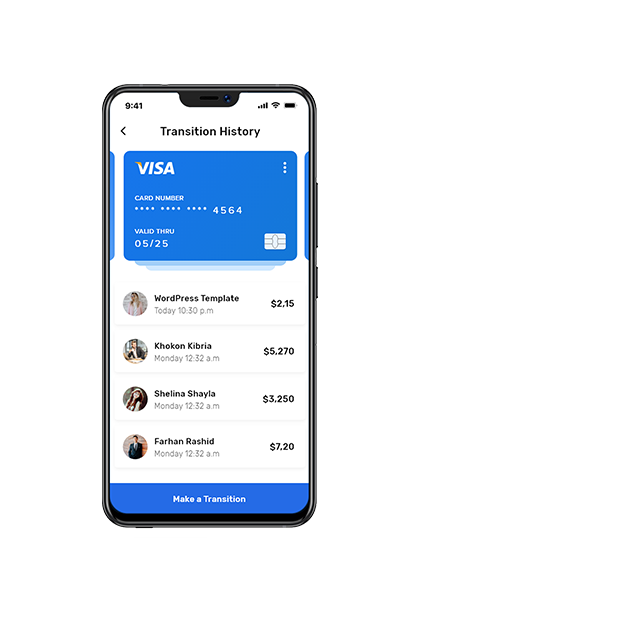 9:41
Transition History
VISA
CARD NUMBER
**** **** **** 4564
VALID THRU
05/25
WordPress Template
$2,15
Today 10:30 p.m
Khokon Kibria
$5,270
Monday 12:32 a.m
Shelina Shayla
$3,250
Monday 12:32 a.m
Farhan Rashid
$7,20
Monday 12:32 a.m
Make a Transition